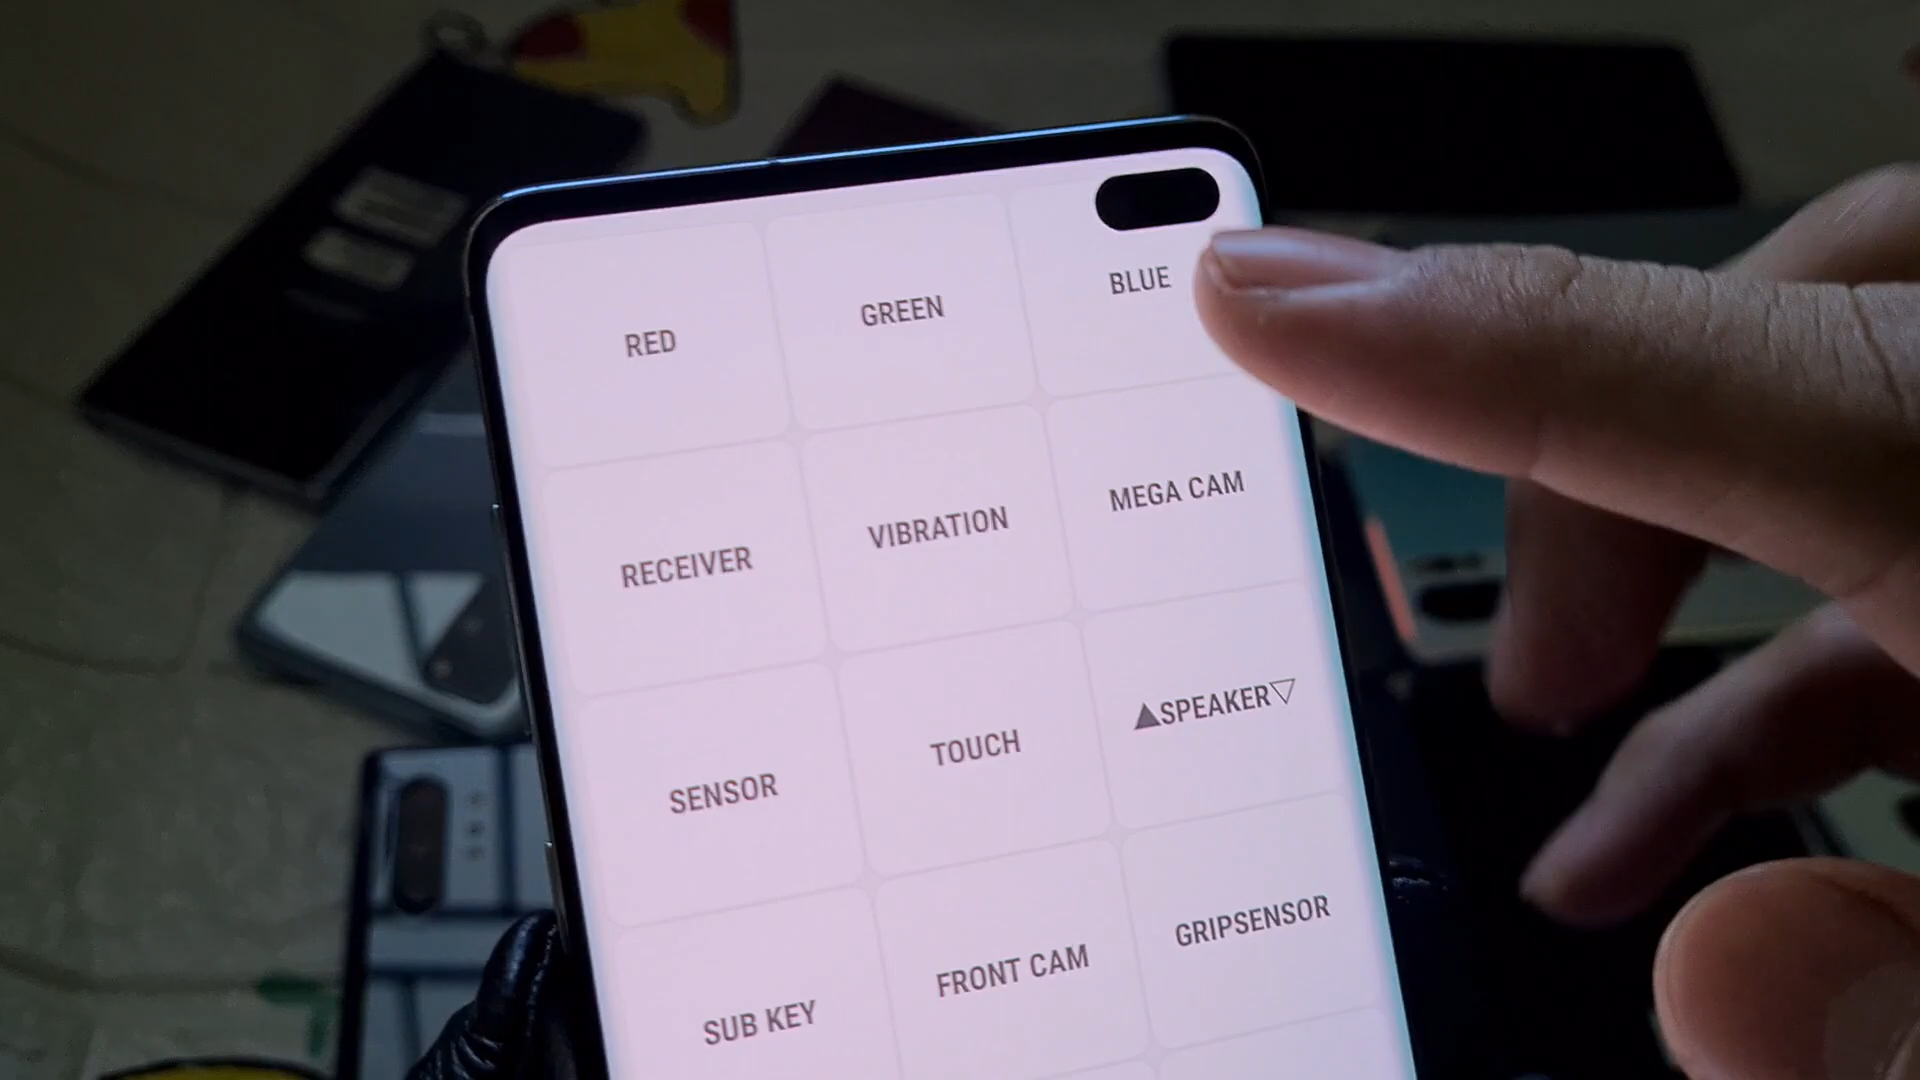 RED
GREEN
BLUE
RECEIVER
VIBRATION
MEGA CAM
SENSOR
TOUCH
▲SPEAKER▽
SUB KEY
FRONT CAM
GRIPSENSOR